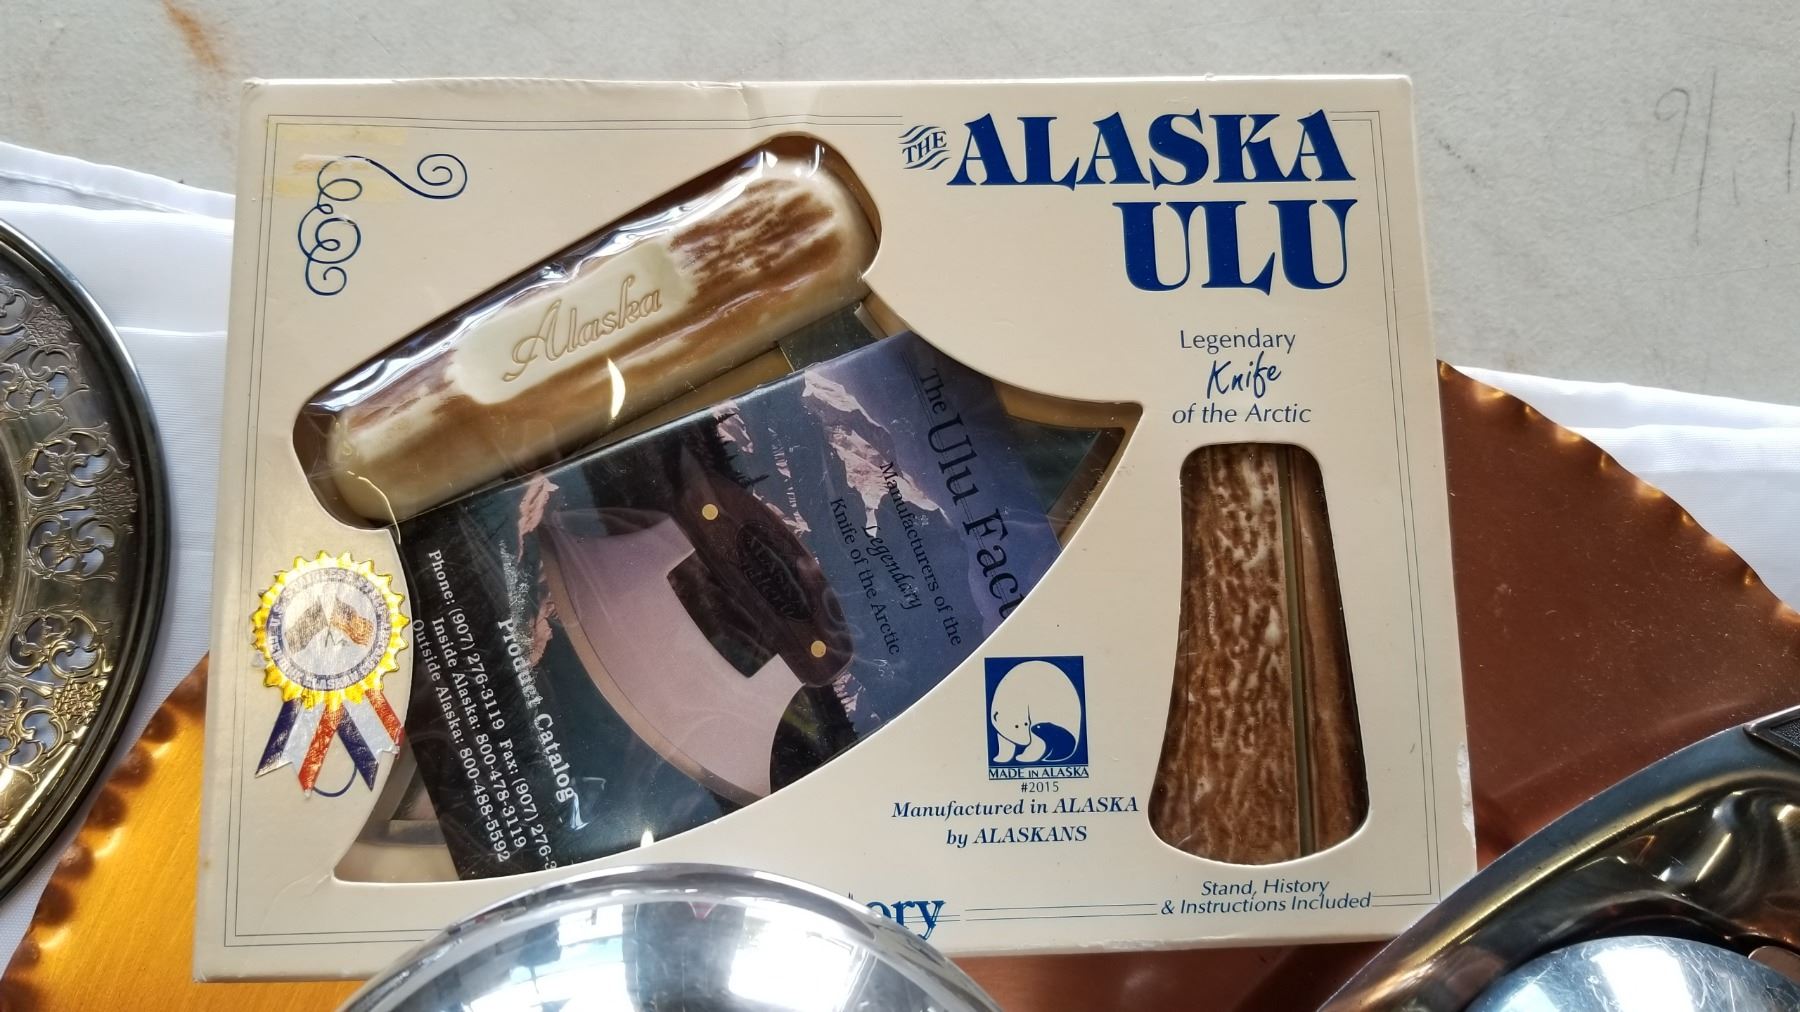 THE
ALASKA
ULU
Legendary
Knife
of the Arctic
Alaska
The Ulu Fact
Manufacturers of the
Legendary
Knife of the Arctic
Product Catalog
Phone: (907) 276-3119 Fax: (907) 276-3
Inside Alaska: 800-478-3119
Outside Alaska: 800-488-5592
MADE IN ALASKA
#2015
Manufactured in ALASKA
by ALASKANS
ory
Stand, History
& Instructions Included